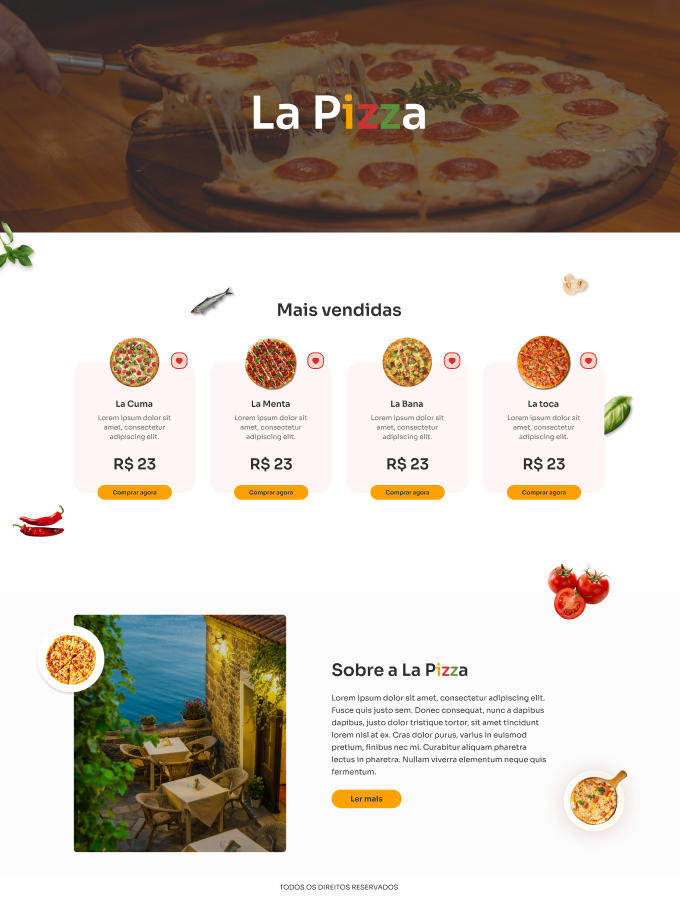 La Pizza
Mais vendidas
La Cuma
Lorem ipsum dolor sit
amet, consectetur
adipiscing elit.
R$ 23
Comprar agora
La Menta
Lorem ipsum dolor sit
amet, consectetur
adipiscing elit.
R$ 23
Comprar agora
La Bana
Lorem ipsum dolor sit
amet, consectetur
adipiscing elit.
R$ 23
Comprar agora
La toca
Lorem ipsum dolor sit
amet, consectetur
adipiscing elit.
R$ 23
Comprar agora
Sobre a La Pizza
Lorem ipsum dolor sit amet, consectetur adipiscing elit.
Fusce quis justo sem. Donec consequat, nunc a dapibus
dapibus, justo dolor tristique tortor, sit amet tincidunt
lorem nisl at ex. Cras dolor purus, varius in euismod
pretium, finibus nec mi. Curabitur aliquam pharetra
lectus in pharetra. Nullam viverra elementum neque quis
fermentum.
Ler mais
TODOS OS DIREITOS RESERVADOS